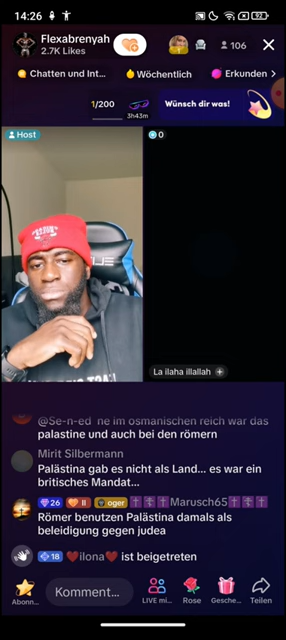 14:26
92
Flexabrenyah
2.7K Likes
106
Chatten und Int...
Wöchentlich
Erkunden
1/200
3h43m
Wünsch dir was!
Host
0
La ilaha illallah +
@Se-n-ed ne im osmanischen reich war das
palastine und auch bei den römern
Mirit Silbermann
Palästina gab es nicht als Land... es war ein
britisches Mandat...
26 II oger ✝️☦️✝️Marusch65✝️✝️✝️
Römer benutzen Palästina damals als
beleidigung gegen judea
18 ❤️ilona❤️ ist beigetreten
Abonn...
Kommentar...
LIVE mi...
Rose
Gesche...
Teilen